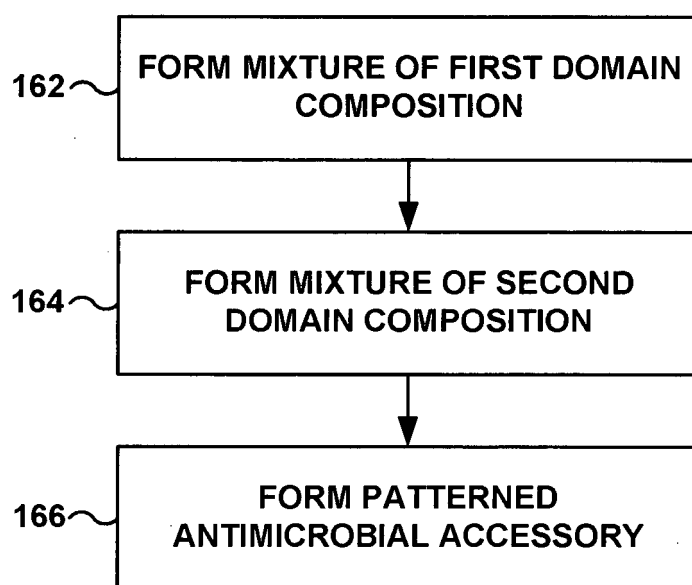 162
FORM MIXTURE OF FIRST DOMAIN
COMPOSITION
164
FORM MIXTURE OF SECOND
DOMAIN COMPOSITION
166
FORM PATTERNED
ANTIMICROBIAL ACCESSORY